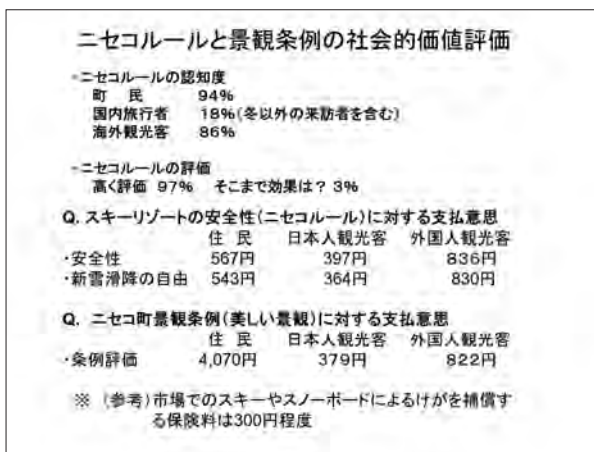 ニセコルールと景観条例の社会的価値評価
・ニセコルールの認知度
町 民 94%
国内旅行者 18%(冬以外の来訪者を含む)
海外観光客 86%
・ニセコルールの評価
高く評価 97% そこまで効果は? 3%
Q. スキーリゾートの安全性(ニセコルール)に対する支払意思
住 民 日本人観光客 外国人観光客
・安全性 567円 397円 836円
・新雪滑降の自由 543円 364円 830円
Q. ニセコ町景観条例(美しい景観)に対する支払意思
住 民 日本人観光客 外国人観光客
・条例評価 4,070円 379円 822円
※ (参考)市場でのスキーやスノーボードによるけがを補償す
る保険料は300円程度